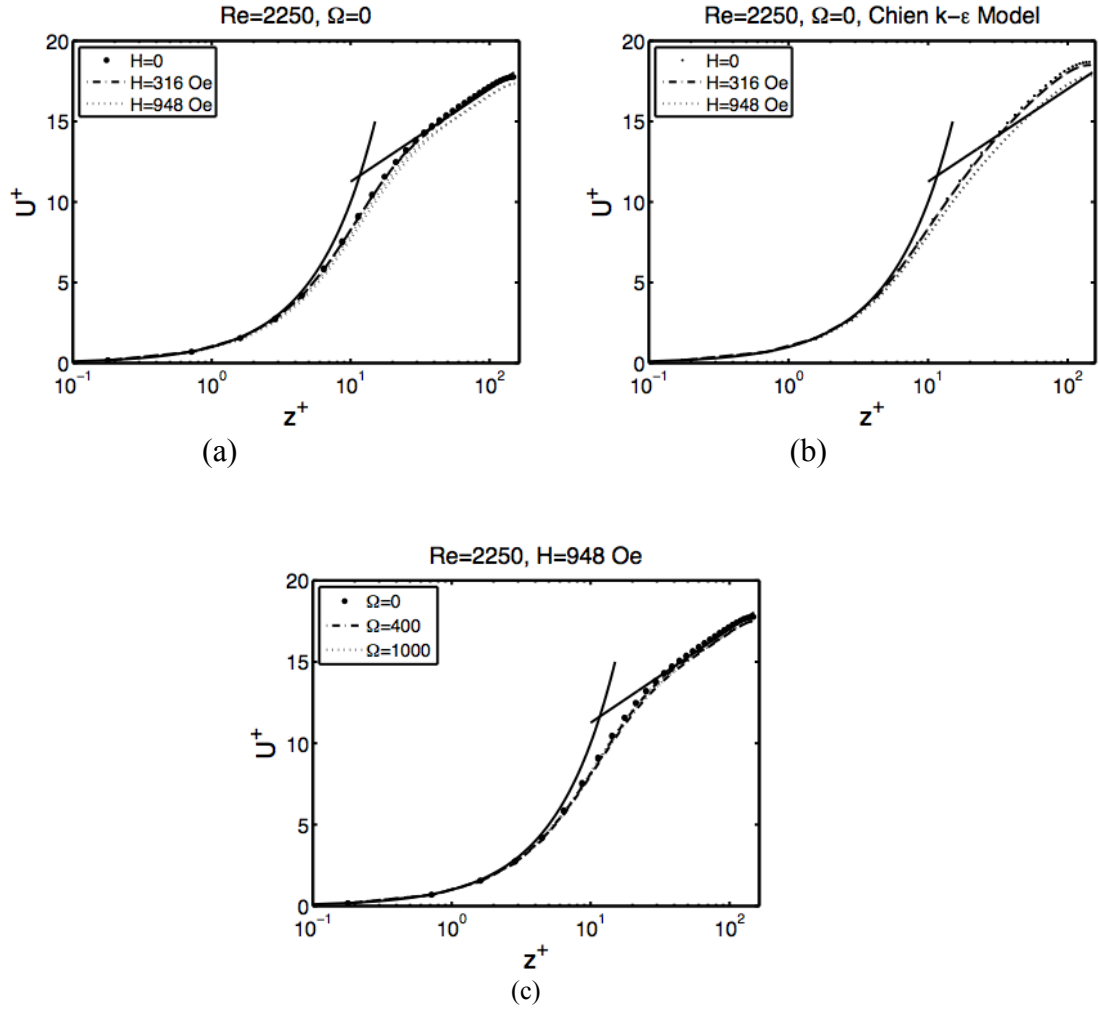 Re=2250, Ω=0
H=0
H=316 Oe
H=948 Oe
20
15
10
5
0
U⁺
10⁻¹ 10⁰ 10¹ 10²
z⁺
(a)
Re=2250, Ω=0, Chien k-ε Model
H=0
H=316 Oe
H=948 Oe
20
15
10
5
0
U⁺
10⁻¹ 10⁰ 10¹ 10²
z⁺
(b)
Re=2250, H=948 Oe
Ω=0
Ω=400
Ω=1000
20
15
10
5
0
U⁺
10⁻¹ 10⁰ 10¹ 10²
z⁺
(c)